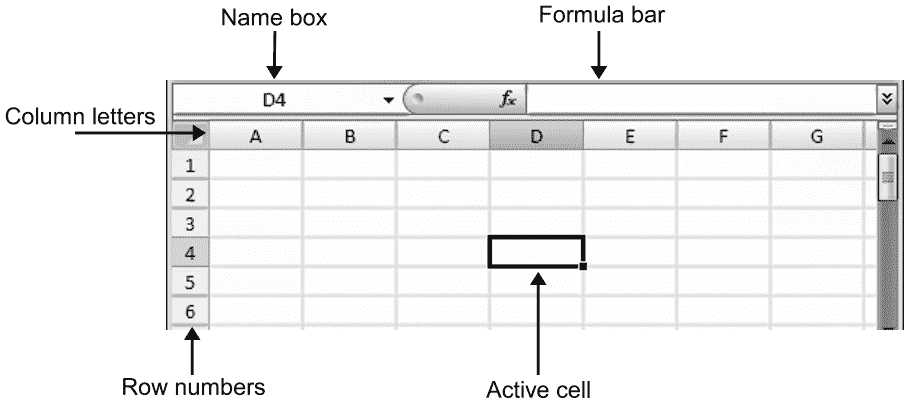 Name box
Formula bar
D4
fx
Column letters
A B C D E F G
1
2
3
4
5
6
Row numbers
Active cell